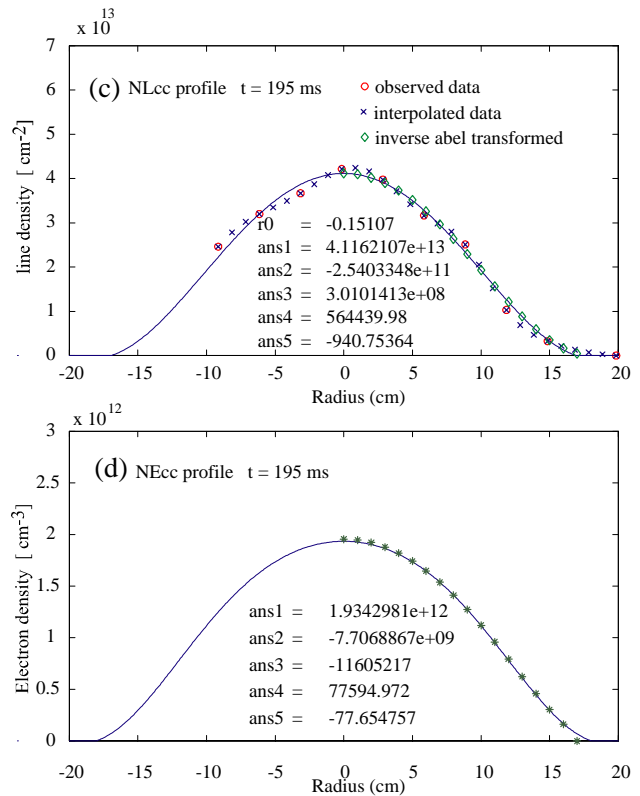 x 10^13
7
6
5
4
3
2
1
0
line density [ cm^-2]
(c) NLcc profile t = 195 ms
observed data
interpolated data
inverse abel transformed
r0 = -0.15107
ans1 = 4.1162107e+13
ans2 = -2.5403348e+11
ans3 = 3.0101413e+08
ans4 = 564439.98
ans5 = -940.75364
-20 -15 -10 -5 0 5 10 15 20
Radius (cm)
x 10^12
3
2.5
2
1.5
1
0.5
0
Electron density [ cm^-3]
(d) NEcc profile t = 195 ms
ans1 = 1.9342981e+12
ans2 = -7.7068867e+09
ans3 = -11605217
ans4 = 77594.972
ans5 = -77.654757
-20 -15 -10 -5 0 5 10 15 20
Radius (cm)